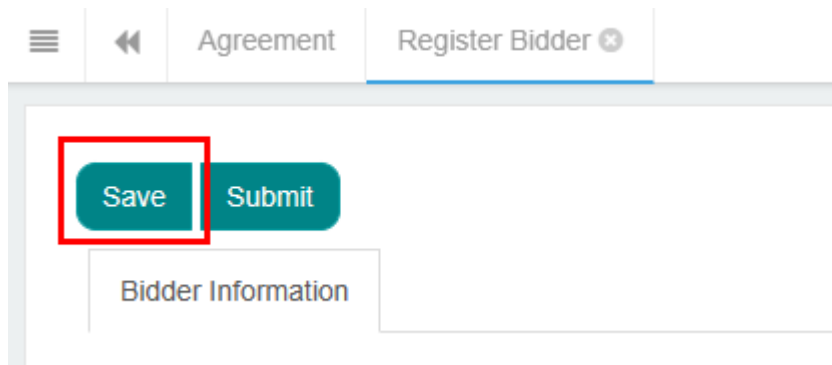 Agreement Register Bidder
Save Submit
Bidder Information